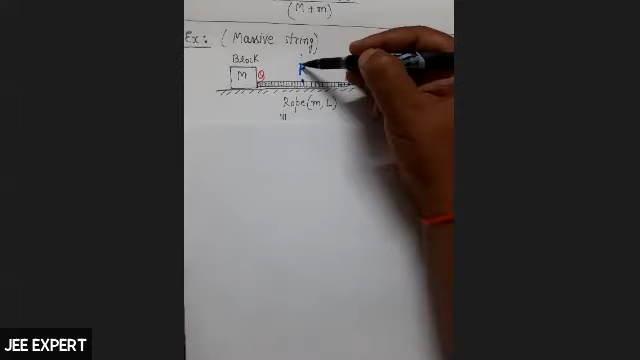 (M + m)
Ex: (Massive string)
Block
M Q P
Rope (m, L)
JEE EXPERT